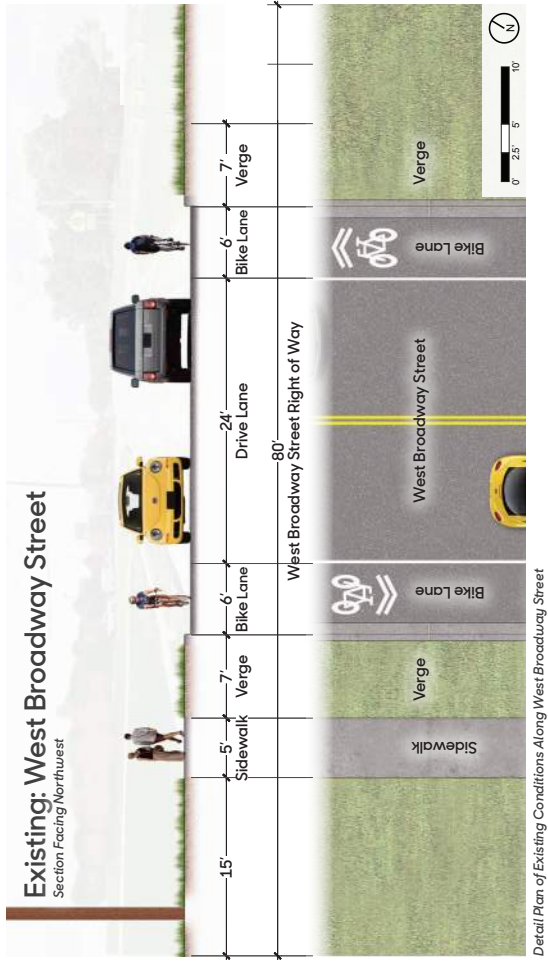 Existing: West Broadway Street
Section Facing Northwest
15'
5'
Sidewalk
7'
Verge
6'
Bike Lane
24'
Drive Lane
6'
Bike Lane
7'
Verge
80'
West Broadway Street Right of Way
Sidewalk
Verge
Bike Lane
West Broadway Street
Bike Lane
Verge
0'
2.5'
5'
10'
N
Detail Plan of Existing Conditions Along West Broadway Street